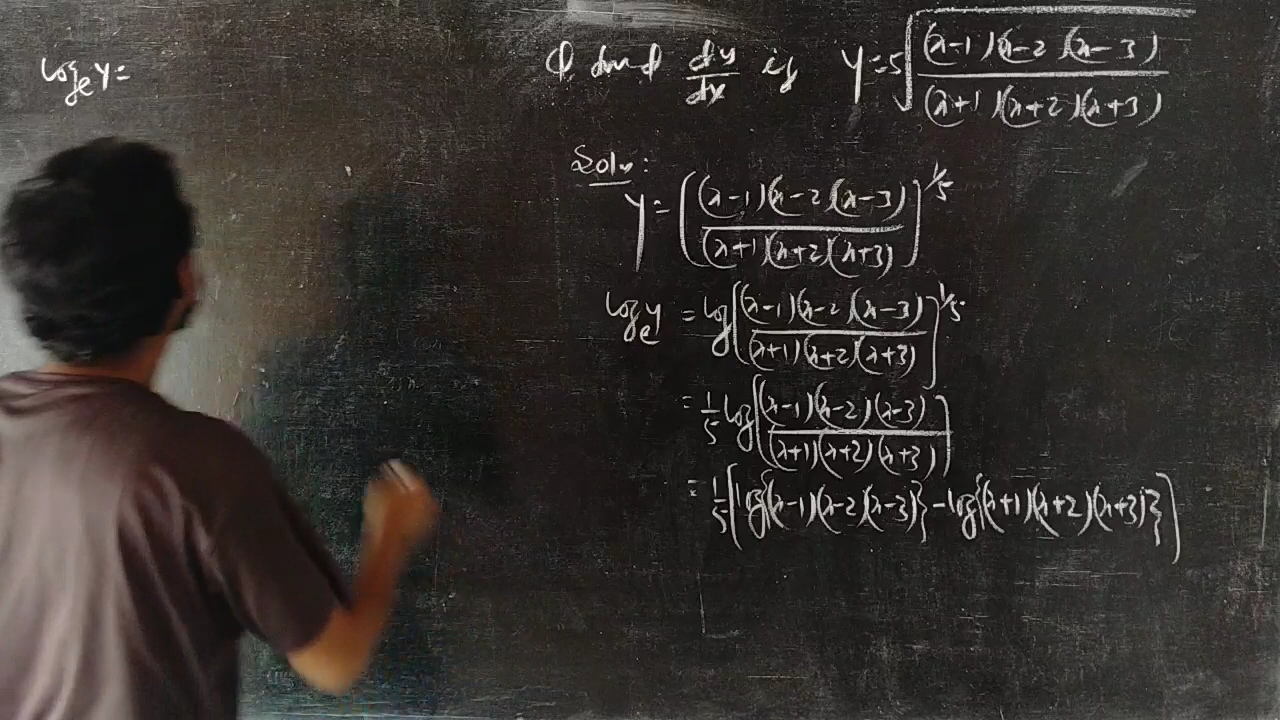 log_e y =
Q. find dy/dx if y = ⁵√((x-1)(x-2)(x-3) / (x+1)(x+2)(x+3))
Soln:
y = [(x-1)(x-2)(x-3) / (x+1)(x+2)(x+3)]^1/5
log_e y = log[(x-1)(x-2)(x-3) / (x+1)(x+2)(x+3)]^1/5
= 1/5 log[(x-1)(x-2)(x-3) / (x+1)(x+2)(x+3)]
= 1/5 [log{(x-1)(x-2)(x-3)} - log{(x+1)(x+2)(x+3)}]